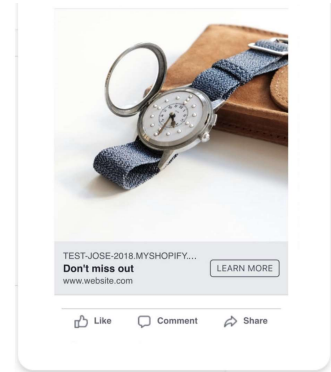 TEST-JOSE-2018.MYSHOPIFY....
Don't miss out
LEARN MORE
www.website.com
Like
Comment
Share